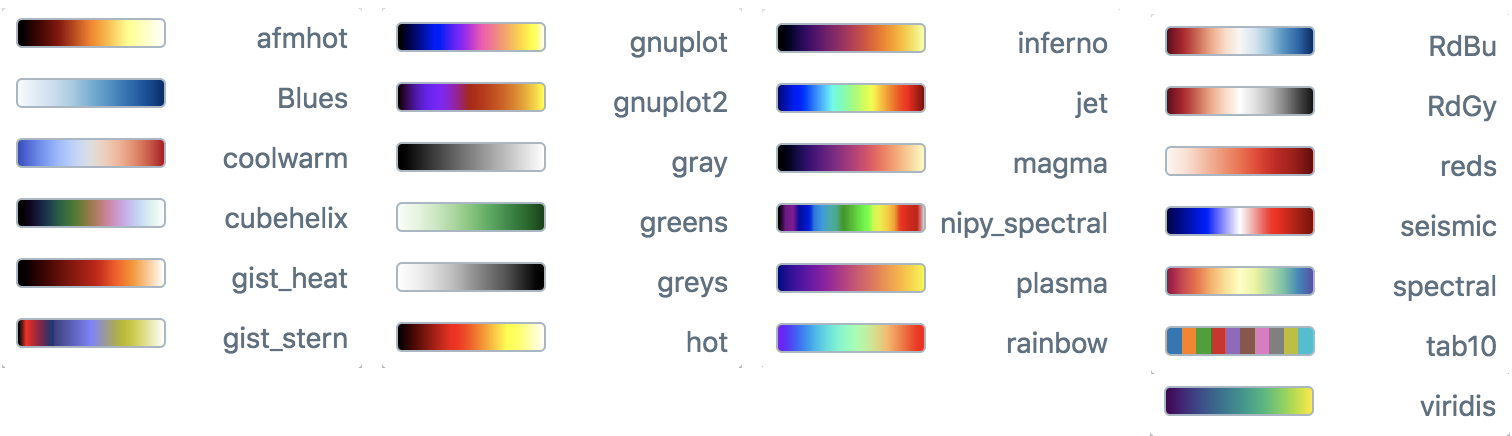 afmhot
Blues
coolwarm
cubehelix
gist_heat
gist_stern
gnuplot
gnuplot2
gray
greens
greys
hot
inferno
jet
magma
nipy_spectral
plasma
rainbow
RdBu
RdGy
reds
seismic
spectral
tab10
viridis